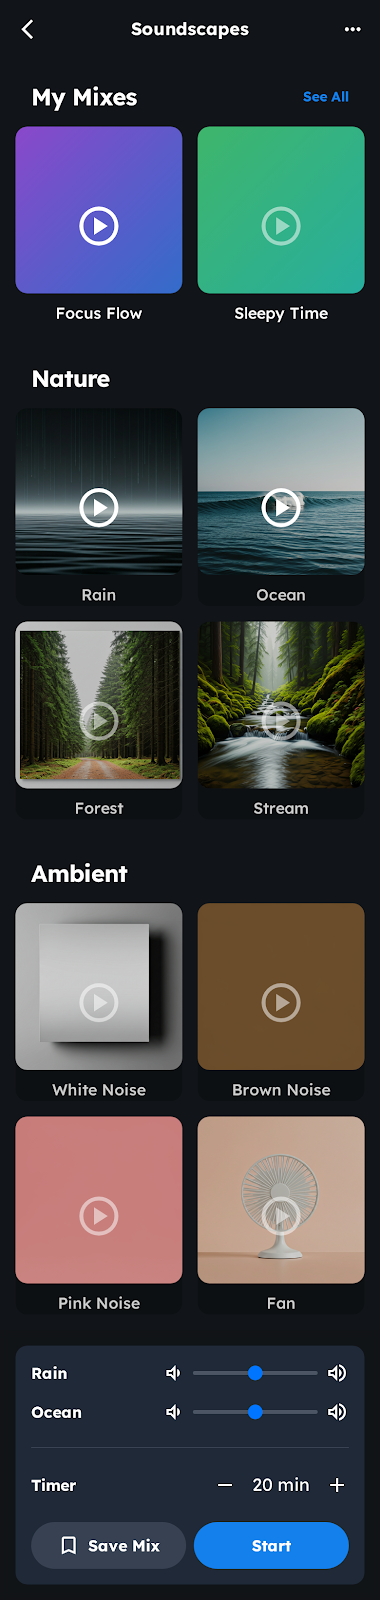 Soundscapes
My Mixes
See All
Focus Flow
Sleepy Time
Nature
Rain
Ocean
Forest
Stream
Ambient
White Noise
Brown Noise
Pink Noise
Fan
Rain
Ocean
Timer
20 min
Save Mix
Start